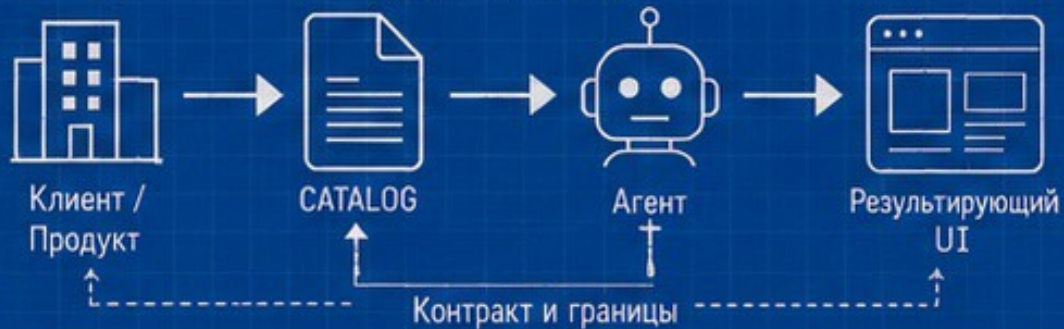 Клиент /
Продукт
CATALOG
Агент
Результирующий
UI
Контракт и границы